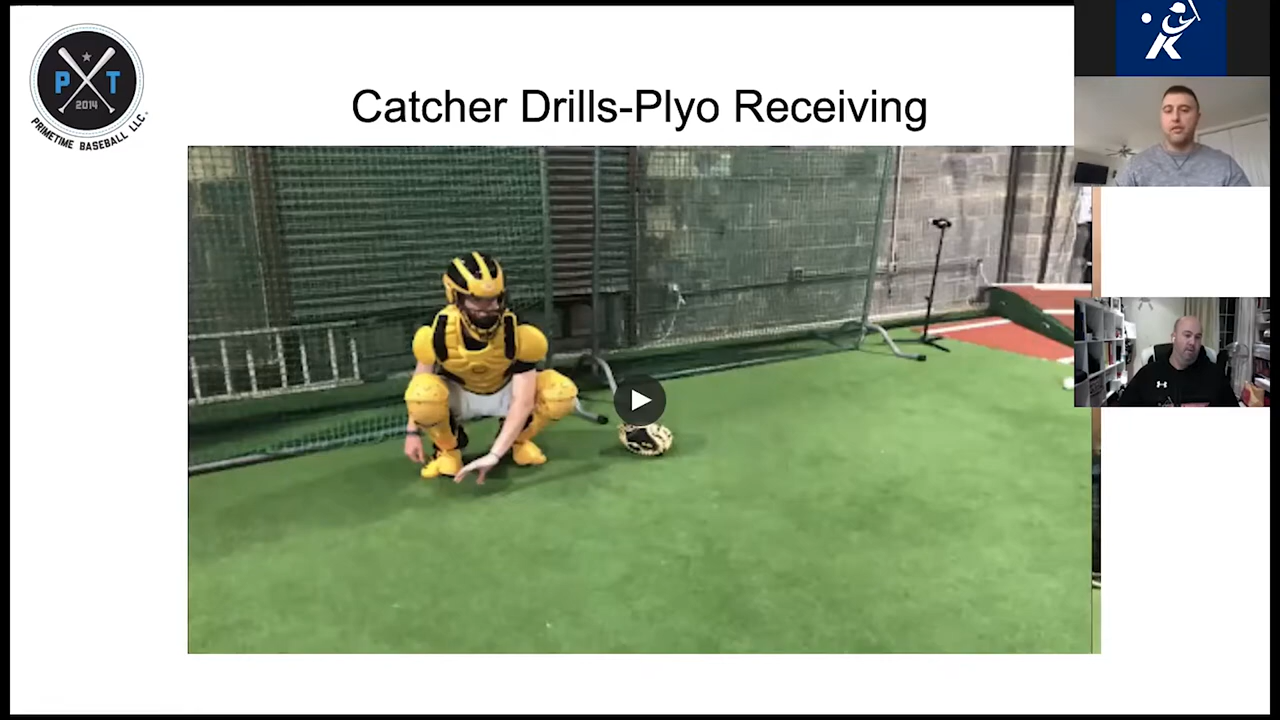 Catcher Drills-Plyo Receiving
P T
2014
PRIMETIME BASEBALL LLC.
K